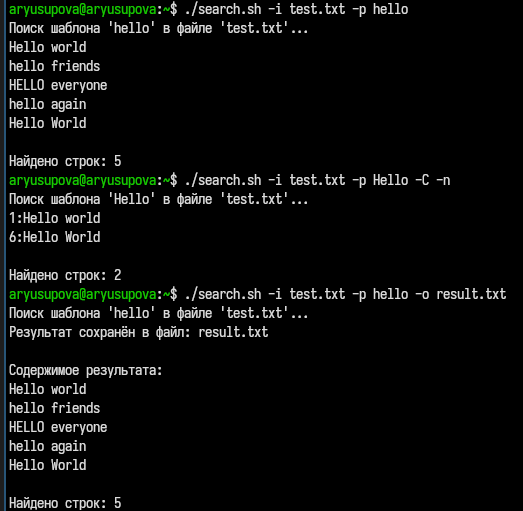 aryusupova@aryusupova:~$ ./search.sh -i test.txt -p hello
Поиск шаблона 'hello' в файле 'test.txt'...
Hello world
hello friends
HELLO everyone
hello again
Hello World

Найдено строк: 5
aryusupova@aryusupova:~$ ./search.sh -i test.txt -p Hello -C -n
Поиск шаблона 'Hello' в файле 'test.txt'...
1:Hello world
6:Hello World

Найдено строк: 2
aryusupova@aryusupova:~$ ./search.sh -i test.txt -p hello -o result.txt
Поиск шаблона 'hello' в файле 'test.txt'...
Результат сохранён в файл: result.txt

Содержимое результата:
Hello world
hello friends
HELLO everyone
hello again
Hello World

Найдено строк: 5